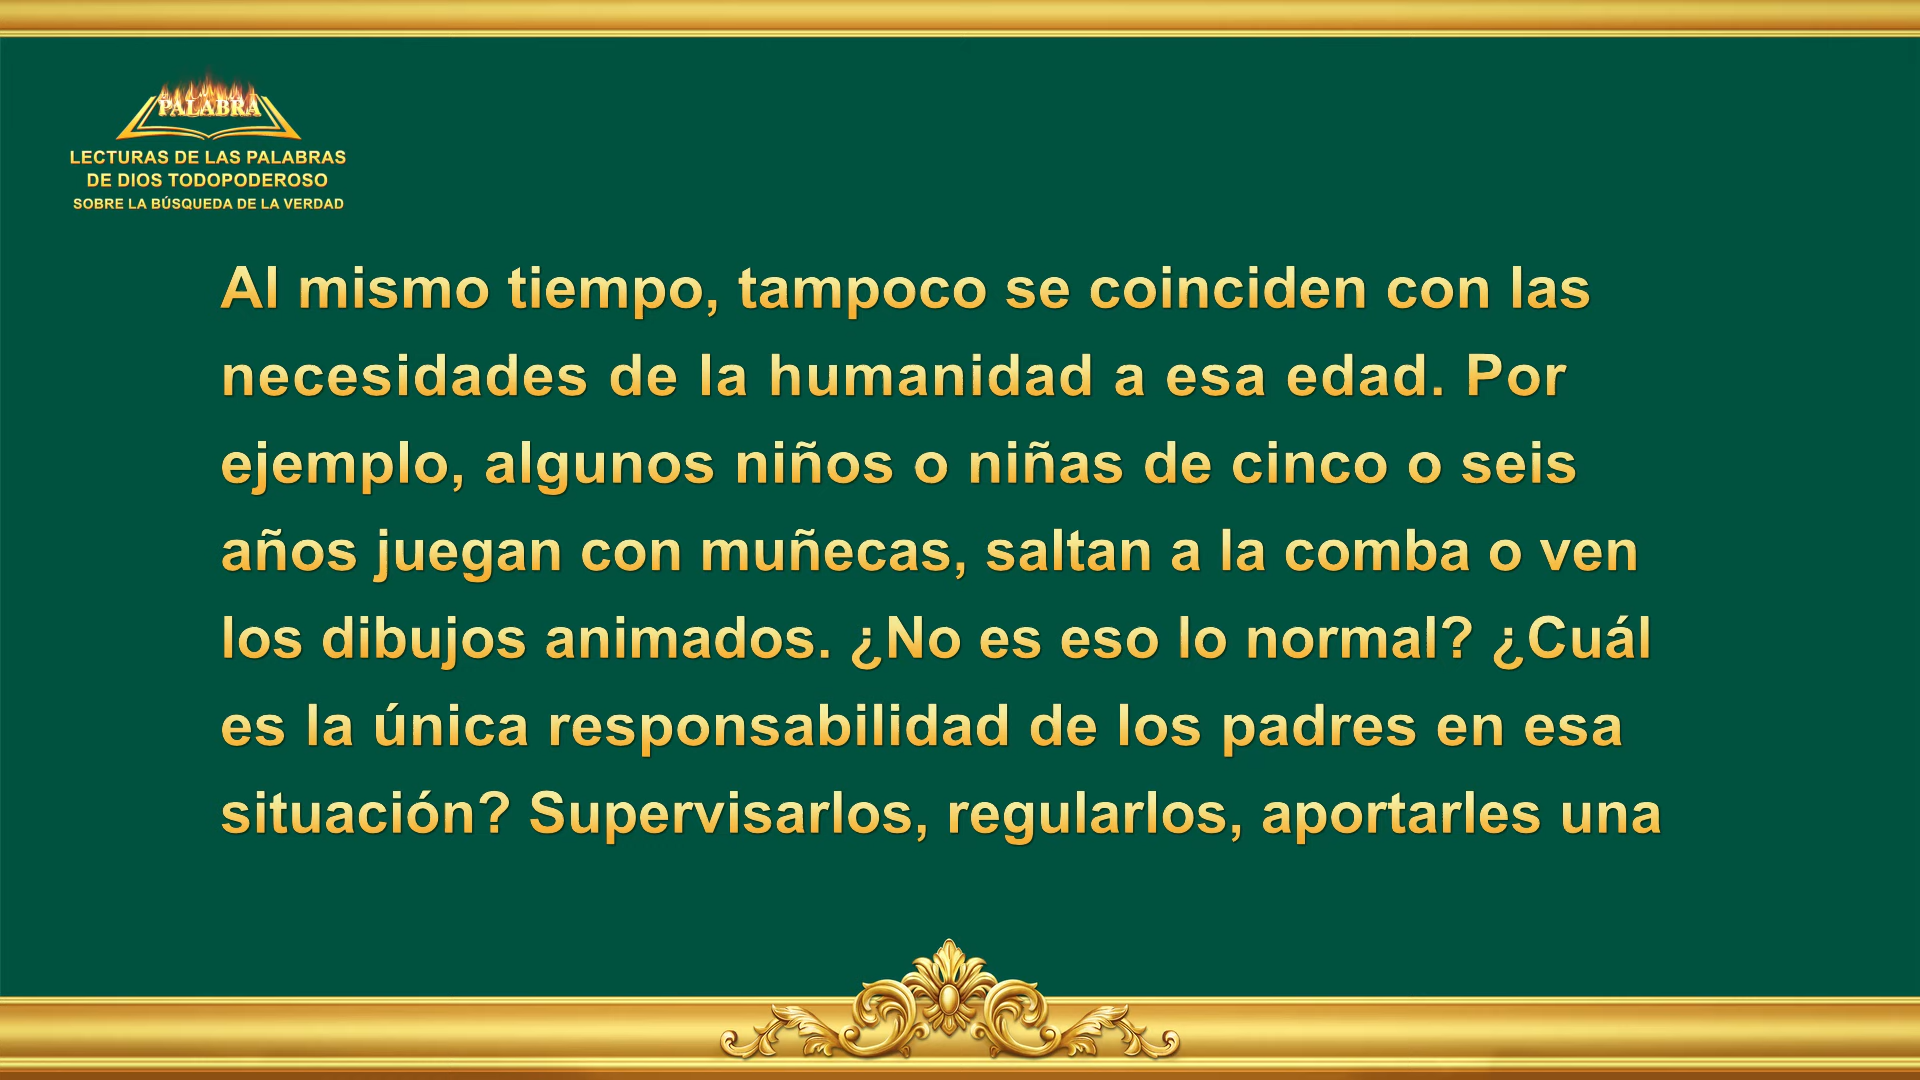 PALABRA
LECTURAS DE LAS PALABRAS
DE DIOS TODOPODEROSO
SOBRE LA BÚSQUEDA DE LA VERDAD
Al mismo tiempo, tampoco se coinciden con las
necesidades de la humanidad a esa edad. Por
ejemplo, algunos niños o niñas de cinco o seis
años juegan con muñecas, saltan a la comba o ven
los dibujos animados. ¿No es eso lo normal? ¿Cuál
es la única responsabilidad de los padres en esa
situación? Supervisarlos, regularlos, aportarles una